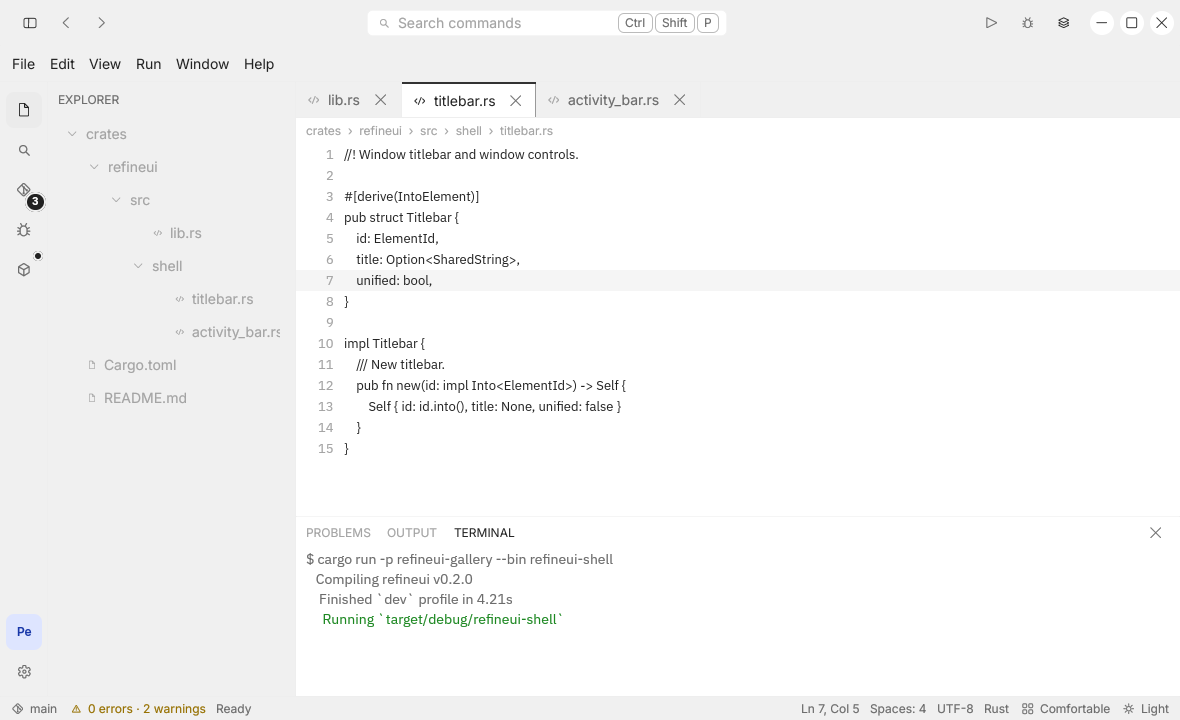 Search commands Ctrl Shift P
File Edit View Run Window Help
EXPLORER
crates
refineui
src
lib.rs
shell
titlebar.rs
activity_bar.rs
Cargo.toml
README.md
3
Pe
lib.rs titlebar.rs activity_bar.rs
crates › refineui › src › shell › titlebar.rs
1 //! Window titlebar and window controls.
2
3 #[derive(IntoElement)]
4 pub struct Titlebar {
5     id: ElementId,
6     title: Option<SharedString>,
7     unified: bool,
8 }
9
10 impl Titlebar {
11     /// New titlebar.
12     pub fn new(id: impl Into<ElementId>) -> Self {
13         Self { id: id.into(), title: None, unified: false }
14     }
15 }
PROBLEMS OUTPUT TERMINAL
$ cargo run -p refineui-gallery --bin refineui-shell
   Compiling refineui v0.2.0
    Finished `dev` profile in 4.21s
     Running `target/debug/refineui-shell`
main 0 errors · 2 warnings Ready Ln 7, Col 5 Spaces: 4 UTF-8 Rust Comfortable Light